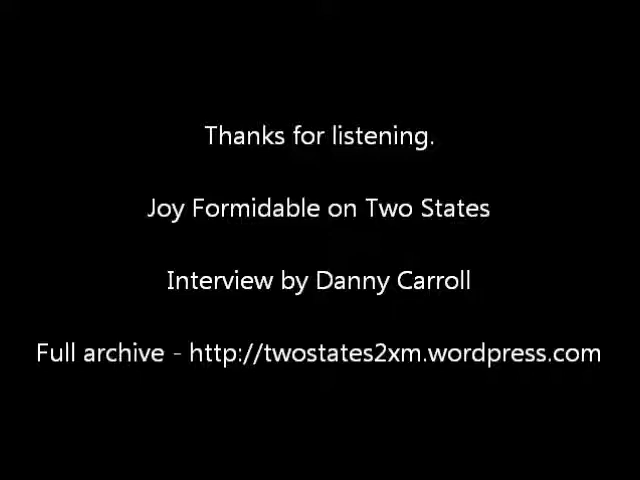 Thanks for listening.
Joy Formidable on Two States
Interview by Danny Carroll
Full archive - http://twostates2xm.wordpress.com